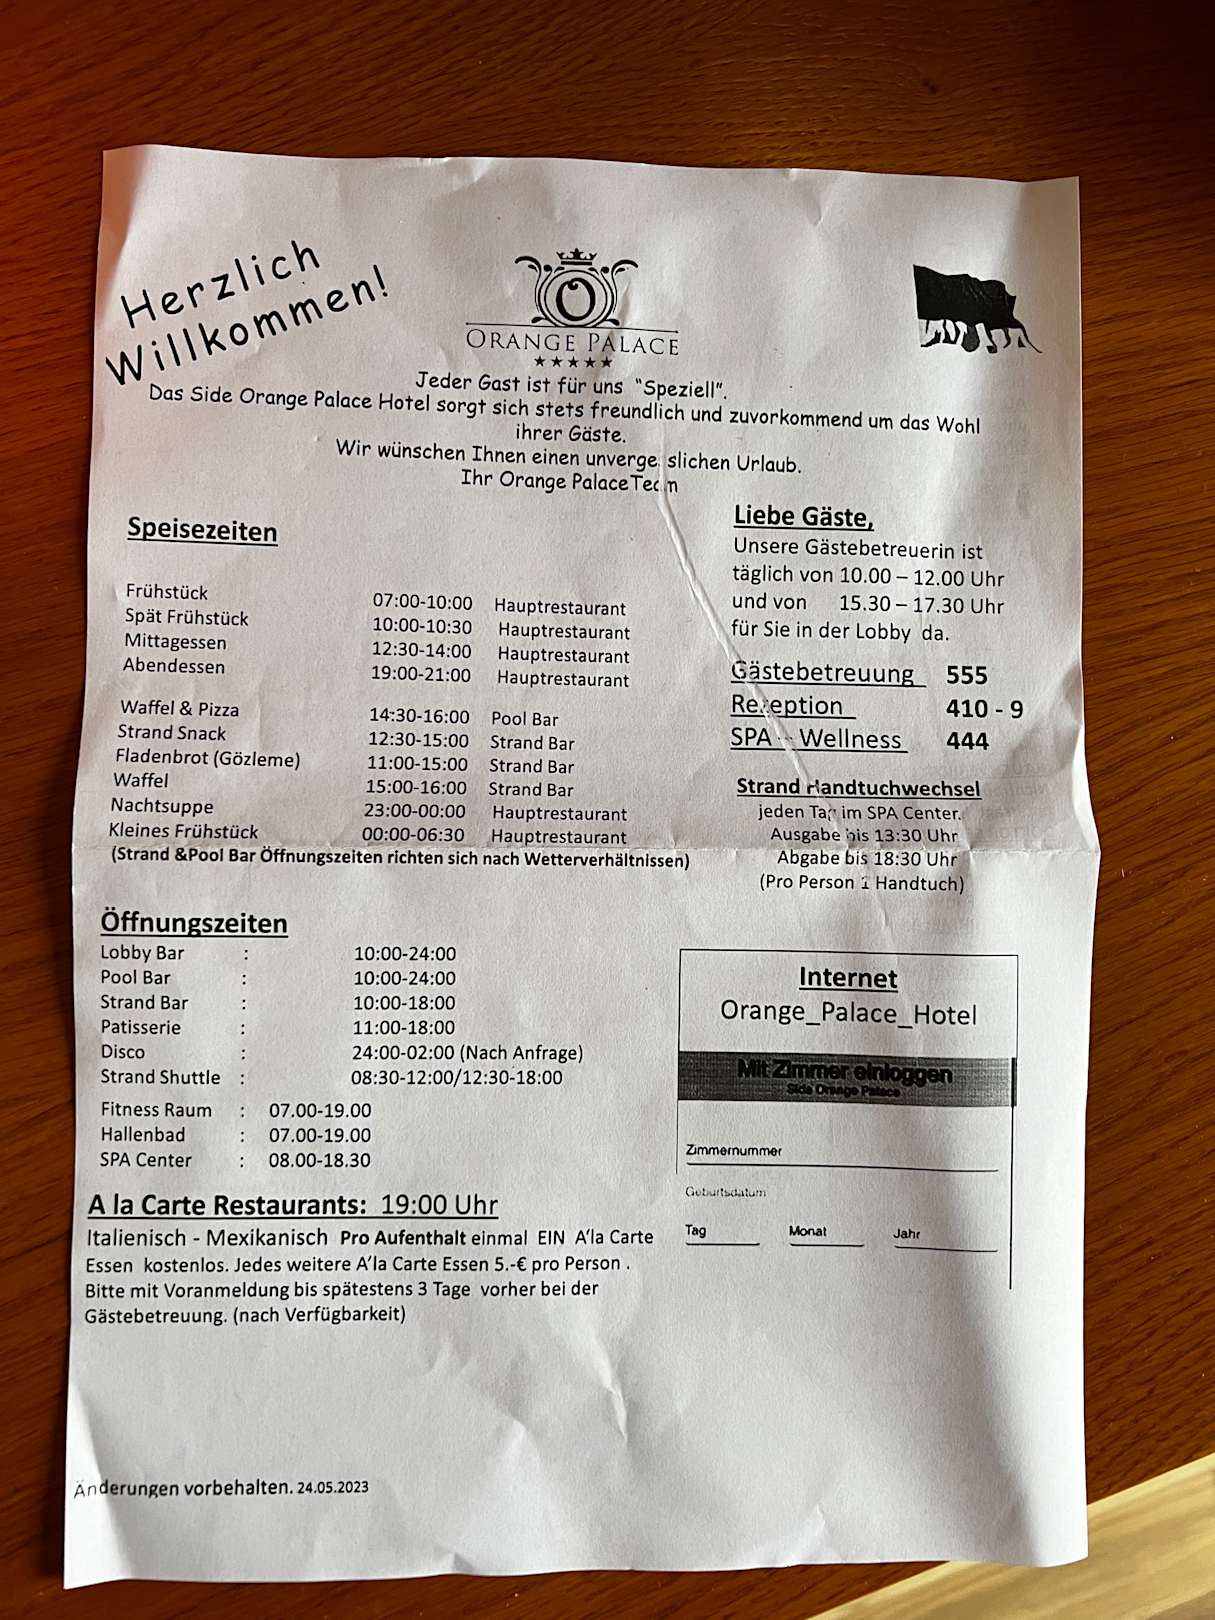 Herzlich
Willkommen!
O
ORANGE PALACE
★★★★★
Jeder Gast ist für uns "Speziell".
Das Side Orange Palace Hotel sorgt sich stets freundlich und zuvorkommend um das Wohl
ihrer Gäste.
Wir wünschen Ihnen einen unvergesslichen Urlaub.
Ihr Orange Palace Team
Speisezeiten
Frühstück 07:00-10:00 Hauptrestaurant
Spät Frühstück 10:00-10:30 Hauptrestaurant
Mittagessen 12:30-14:00 Hauptrestaurant
Abendessen 19:00-21:00 Hauptrestaurant
Waffel & Pizza 14:30-16:00 Pool Bar
Strand Snack 12:30-15:00 Strand Bar
Fladenbrot (Gözleme) 11:00-15:00 Strand Bar
Waffel 15:00-16:00 Strand Bar
Nachtsuppe 23:00-00:00 Hauptrestaurant
Kleines Frühstück 00:00-06:30 Hauptrestaurant
(Strand &Pool Bar Öffnungszeiten richten sich nach Wetterverhältnissen)
Liebe Gäste,
Unsere Gästebetreuerin ist
täglich von 10.00 – 12.00 Uhr
und von 15.30 – 17.30 Uhr
für Sie in der Lobby da.
Gästebetreuung 555
Rezeption 410 - 9
SPA – Wellness 444
Strand Handtuchwechsel
jeden Tag im SPA Center.
Ausgabe bis 13:30 Uhr
Abgabe bis 18:30 Uhr
(Pro Person 1 Handtuch)
Öffnungszeiten
Lobby Bar : 10:00-24:00
Pool Bar : 10:00-24:00
Strand Bar : 10:00-18:00
Patisserie : 11:00-18:00
Disco : 24:00-02:00 (Nach Anfrage)
Strand Shuttle : 08:30-12:00/12:30-18:00
Fitness Raum : 07.00-19.00
Hallenbad : 07.00-19.00
SPA Center : 08.00-18.30
Internet
Orange_Palace_Hotel
Mit Zimmer einloggen
Side Orange Palace
Zimmernummer
Geburtsdatum
Tag Monat Jahr
A la Carte Restaurants: 19:00 Uhr
Italienisch - Mexikanisch Pro Aufenthalt einmal EIN A'la Carte
Essen kostenlos. Jedes weitere A'la Carte Essen 5.-€ pro Person .
Bitte mit Voranmeldung bis spätestens 3 Tage vorher bei der
Gästebetreuung. (nach Verfügbarkeit)
Änderungen vorbehalten. 24.05.2023